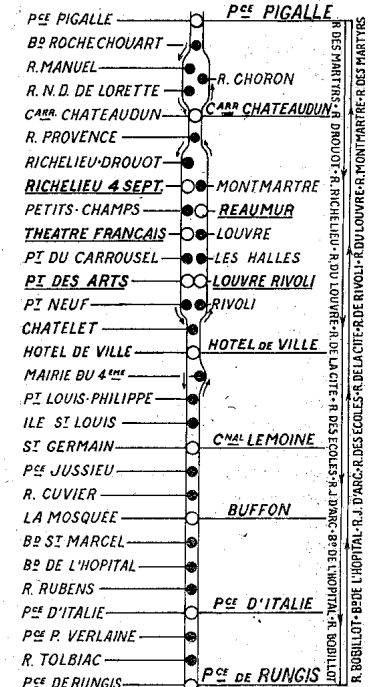 PCE PIGALLE PCE PIGALLE
BD ROCHECHOUART
R. MANUEL
R. CHORON
R. N. D. DE LORETTE
CARR. CHATEAUDUN CARR CHATEAUDUN
R. PROVENCE
RICHELIEU-DROUOT
RICHELIEU 4 SEPT. MONTMARTRE
PETITS-CHAMPS REAUMUR
THEATRE FRANCAIS LOUVRE
PT DU CARROUSEL LES HALLES
PT DES ARTS LOUVRE RIVOLI
PT NEUF RIVOLI
CHATELET
HOTEL DE VILLE HOTEL DE VILLE
MAIRIE DU 4EME
PT LOUIS-PHILIPPE
ILE ST LOUIS
ST GERMAIN CNAL LEMOINE
PCE JUSSIEU
R. CUVIER
LA MOSQUÉE BUFFON
BD ST MARCEL
BD DE L'HOPITAL
R. RUBENS
PCE D'ITALIE PCE D'ITALIE
PCE P. VERLAINE
R. TOLBIAC
PCE DE RUNGIS PCE DE RUNGIS
R. DES MARTYRS • R. DROUOT • R. RICHELIEU • R. DU LOUVRE • R. DE LA CITE • R. DES ECOLES • R. J. D'ARC • BD DE L'HOPITAL • R. BOBILLOT
R. BOBILLOT • BD DE L'HOPITAL • R. J. D'ARC • R. DES ECOLES • R. DE LA CITE • R. DE RIVOLI • R. DU LOUVRE • R. MONTMARTRE • R. DES MARTYRS